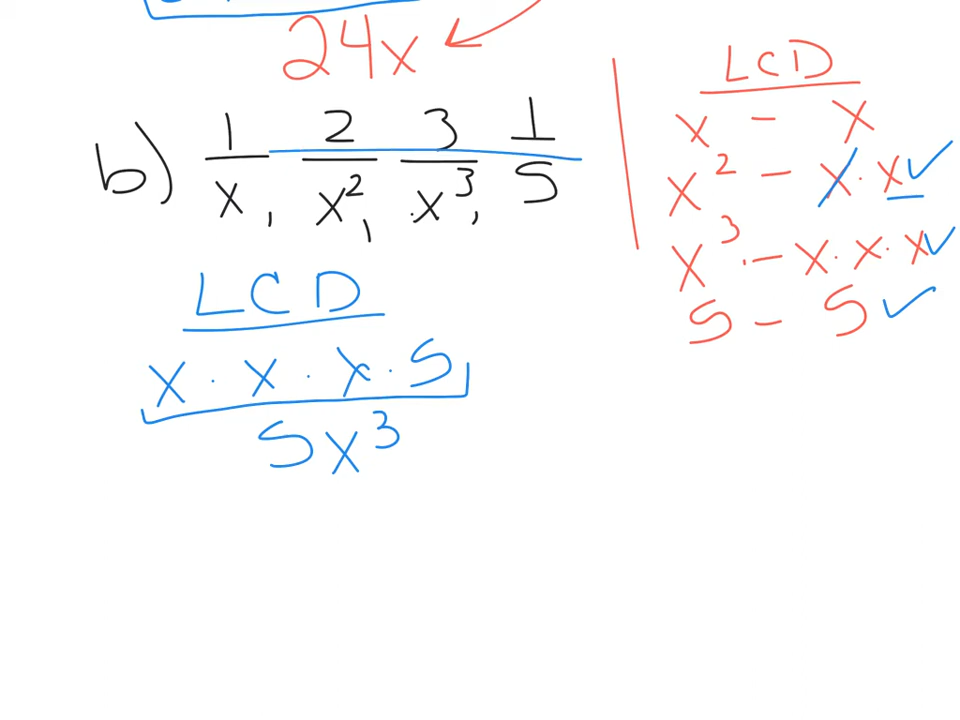 24x
b) 1/x, 2/x², 3/x³, 1/5
LCD
x · x · x · 5
5x³
LCD
x - x
x² - x · x ✓
x³ - x · x · x ✓
5 - 5 ✓